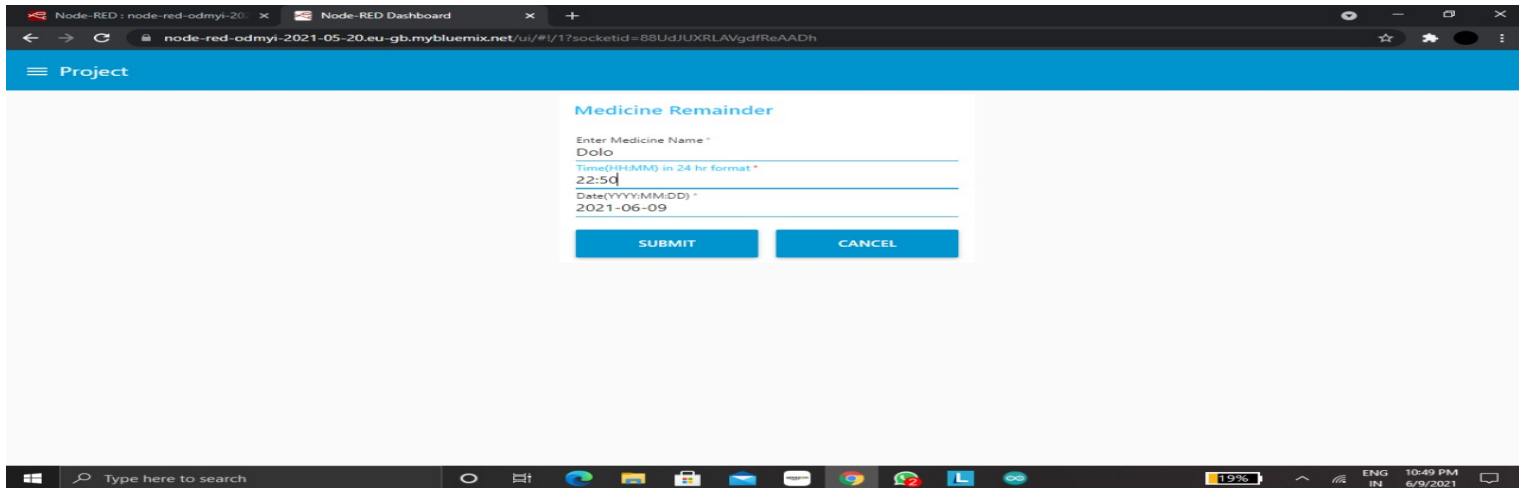 Node-RED : node-red-odmyi-20
Node-RED Dashboard
node-red-odmyi-2021-05-20.eu-gb.mybluemix.net/ui/#!/1?socketid=88UdJUXRLAVgdfReAADh
Project
Medicine Remainder
Enter Medicine Name *
Dolo
Time(HH:MM) in 24 hr format *
22:50
Date(YYYY:MM:DD) *
2021-06-09
SUBMIT CANCEL
Type here to search
L
2
19%
ENG 10:49 PM
IN 6/9/2021